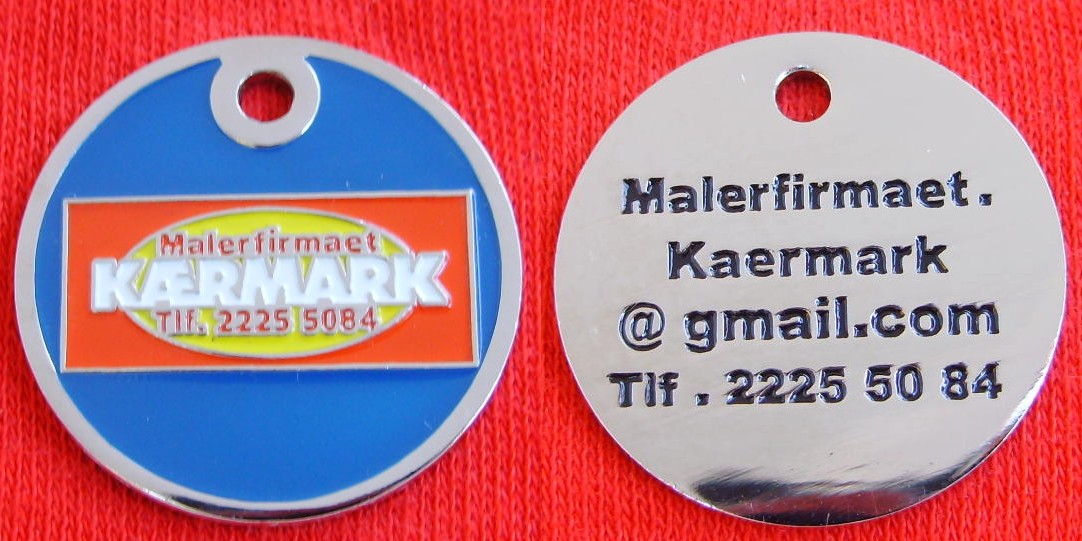 Malerfirmaet
KÆRMARK
Tlf. 2225 5084
Malerfirmaet.
Kaermark
@ gmail.com
Tlf . 2225 50 84